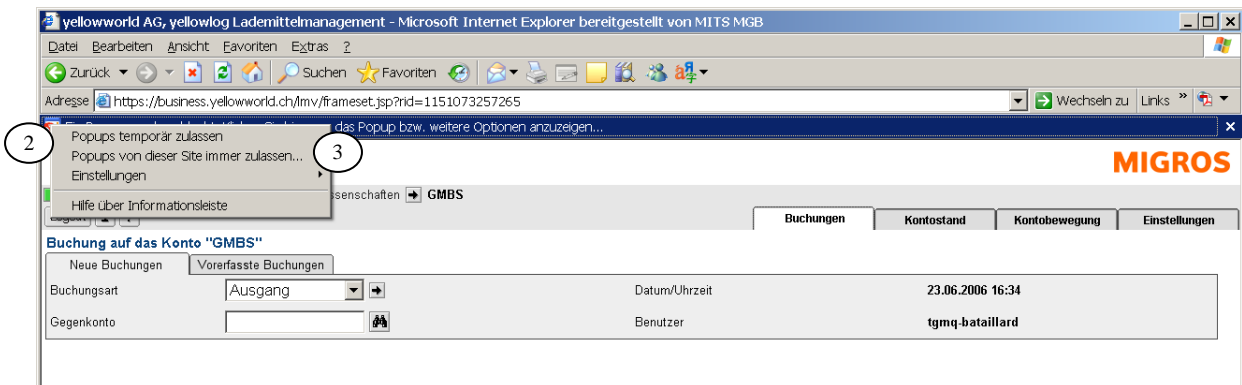 yellowworld AG, yellowlog Lademittelmanagement - Microsoft Internet Explorer bereitgestellt von MITS MGB
Datei Bearbeiten Ansicht Favoriten Extras ?
Zurück Suchen Favoriten
Adresse https://business.yellowworld.ch/lmv/frameset.jsp?rid=1151073257265 Wechseln zu Links »
das Popup bzw. weitere Optionen anzuzeigen...
2
Popups temporär zulassen
Popups von dieser Site immer zulassen...
3
Einstellungen
Hilfe über Informationsleiste
MIGROS
ssenschaften GMBS
Buchungen Kontostand Kontobewegung Einstellungen
Buchung auf das Konto "GMBS"
Neue Buchungen Vorerfasste Buchungen
Buchungsart Ausgang Datum/Uhrzeit 23.06.2006 16:34
Gegenkonto Benutzer tgmq-bataillard